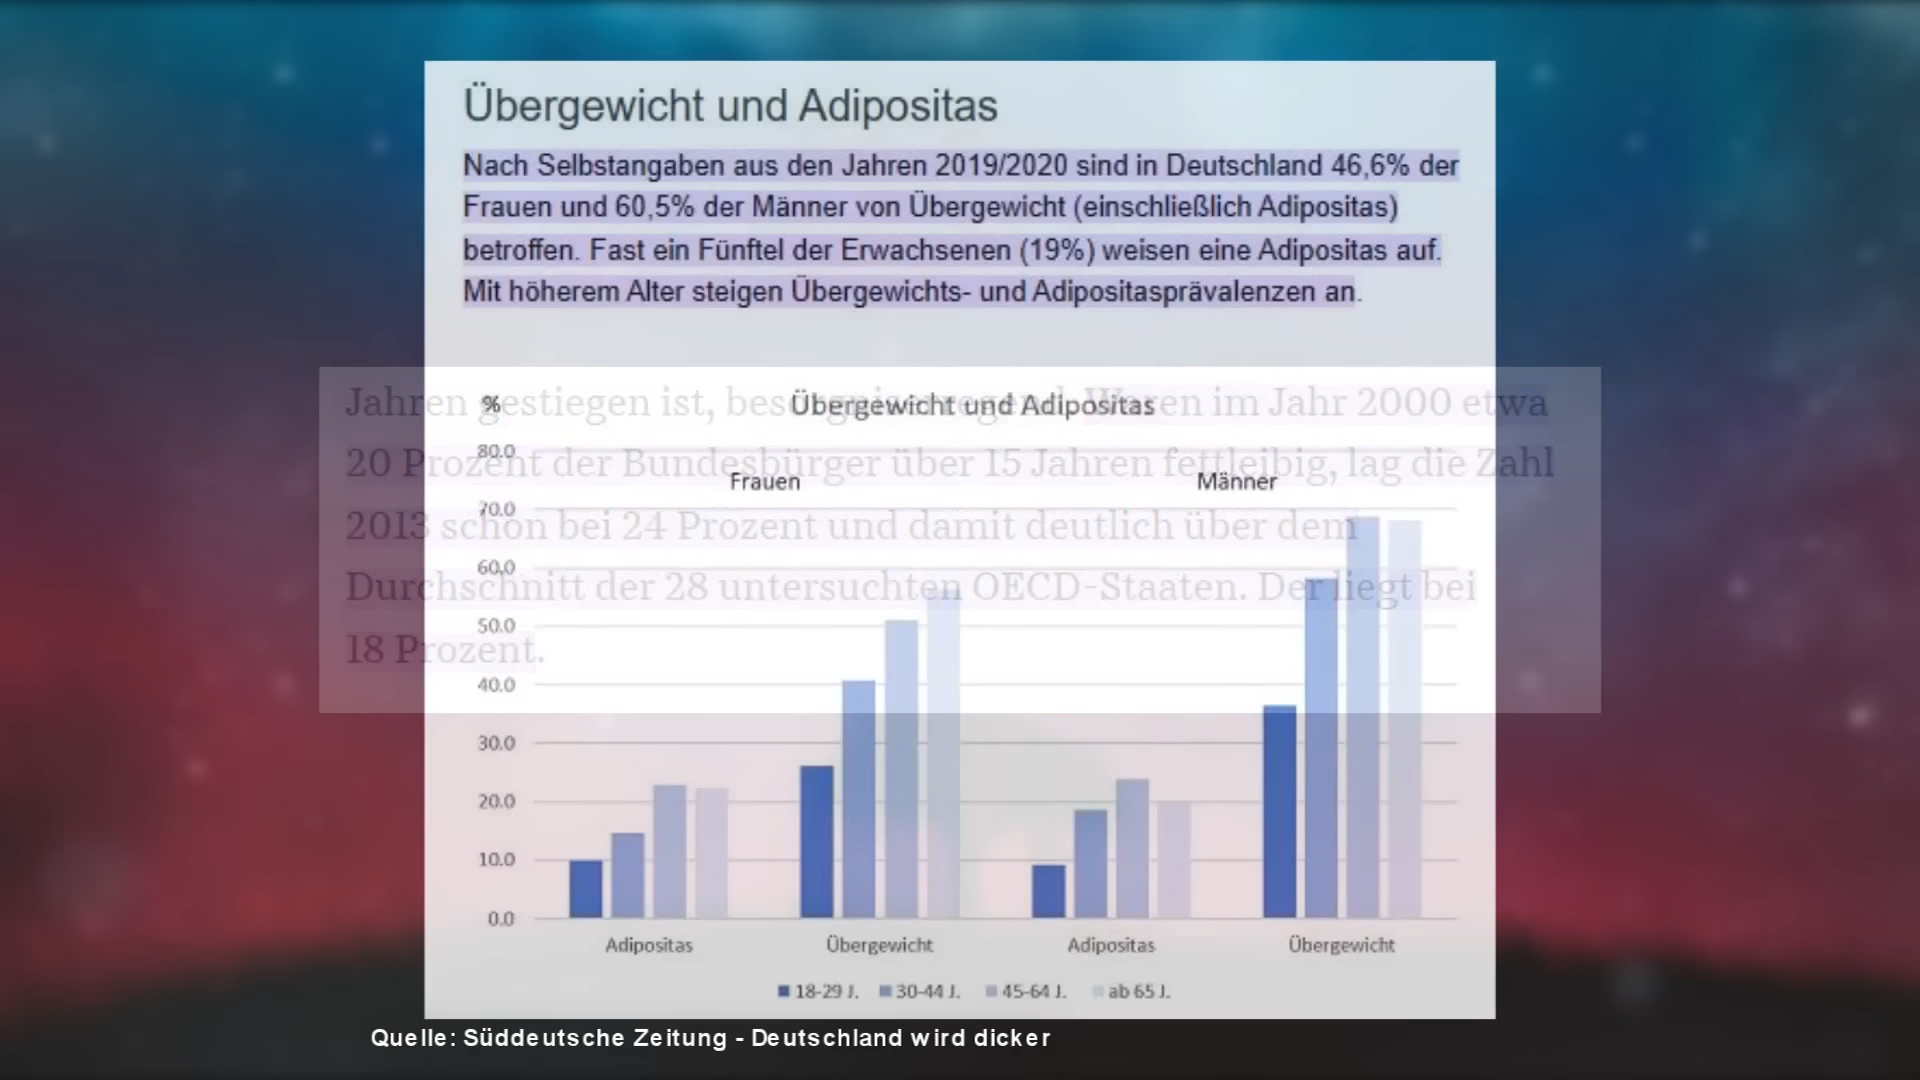 Übergewicht und Adipositas
Nach Selbstangaben aus den Jahren 2019/2020 sind in Deutschland 46,6% der
Frauen und 60,5% der Männer von Übergewicht (einschließlich Adipositas)
betroffen. Fast ein Fünftel der Erwachsenen (19%) weisen eine Adipositas auf.
Mit höherem Alter steigen Übergewichts- und Adipositasprävalenzen an.
Jahren gestiegen ist, Waren im Jahr 2000 etwa
20 Prozent der Bundesbürger über 15 Jahren fettleibig, lag die Zahl
2013 schon bei 24 Prozent und damit deutlich über dem
Durchschnitt der 28 untersuchten OECD-Staaten. Der liegt bei
18 Prozent.
%
Übergewicht und Adipositas
80.0
Frauen Männer
70.0
60.0
50.0
40.0
30.0
20.0
10.0
0.0
Adipositas Übergewicht Adipositas Übergewicht
18-29 J. 30-44 J. 45-64 J. ab 65 J.
Quelle: Süddeutsche Zeitung - Deutschland wird dicker